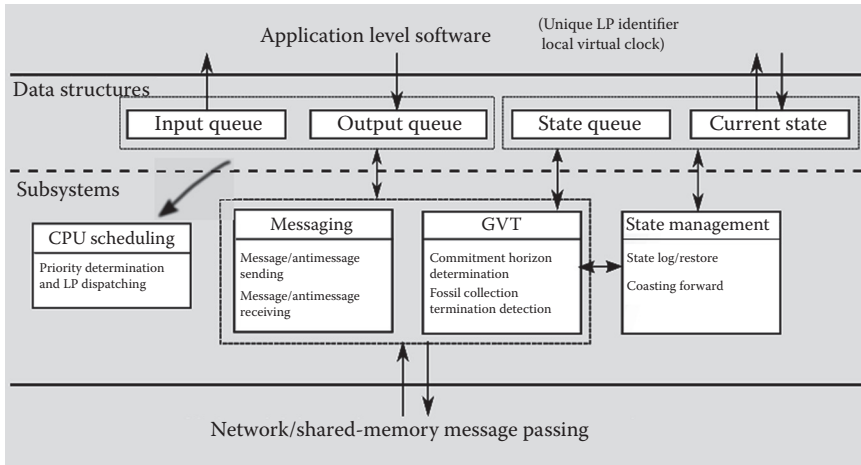 Application level software
(Unique LP identifier
local virtual clock)
Data structures
Input queue
Output queue
State queue
Current state
Subsystems
CPU scheduling
Priority determination
and LP dispatching
Messaging
Message/antimessage
sending
Message/antimessage
receiving
GVT
Commitment horizon
determination
Fossil collection
termination detection
State management
State log/restore
Coasting forward
Network/shared-memory message passing